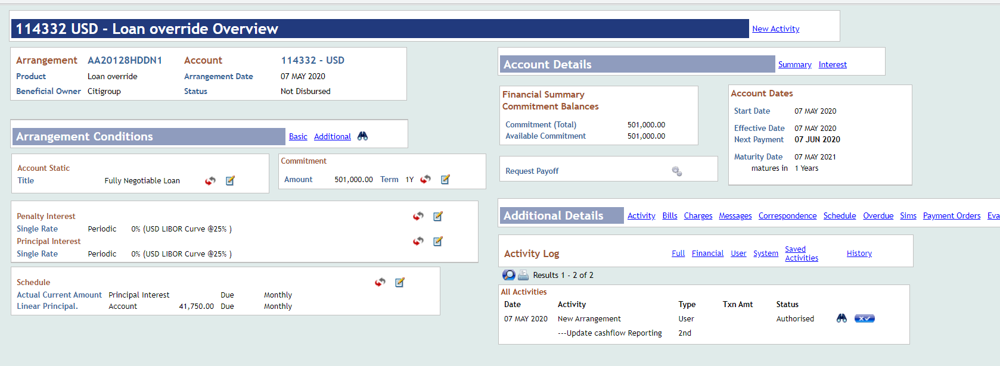 114332 USD - Loan override Overview
New Activity
Arrangement AA20128HDDN1 Account 114332 - USD
Product Loan override Arrangement Date 07 MAY 2020
Beneficial Owner Citigroup Status Not Disbursed
Arrangement Conditions
Basic Additional
Account Static
Title Fully Negotiable Loan
Commitment
Amount 501,000.00 Term 1Y
Penalty Interest
Single Rate Periodic 0% (USD LIBOR Curve @25% )
Principal Interest
Single Rate Periodic 0% (USD LIBOR Curve @25% )
Schedule
Actual Current Amount Principal Interest Due Monthly
Linear Principal. Account 41,750.00 Due Monthly
Account Details
Summary Interest
Financial Summary
Commitment Balances
Commitment (Total) 501,000.00
Available Commitment 501,000.00
Account Dates
Start Date 07 MAY 2020
Effective Date 07 MAY 2020
Next Payment 07 JUN 2020
Maturity Date 07 MAY 2021
matures in 1 Years
Request Payoff
Additional Details
Activity Bills Charges Messages Correspondence Schedule Overdue Sims Payment Orders Eva
Activity Log
Full Financial User System Saved Activities History
Results 1 - 2 of 2
All Activities
Date Activity Type Txn Amt Status
07 MAY 2020 New Arrangement User Authorised
---Update cashflow Reporting 2nd